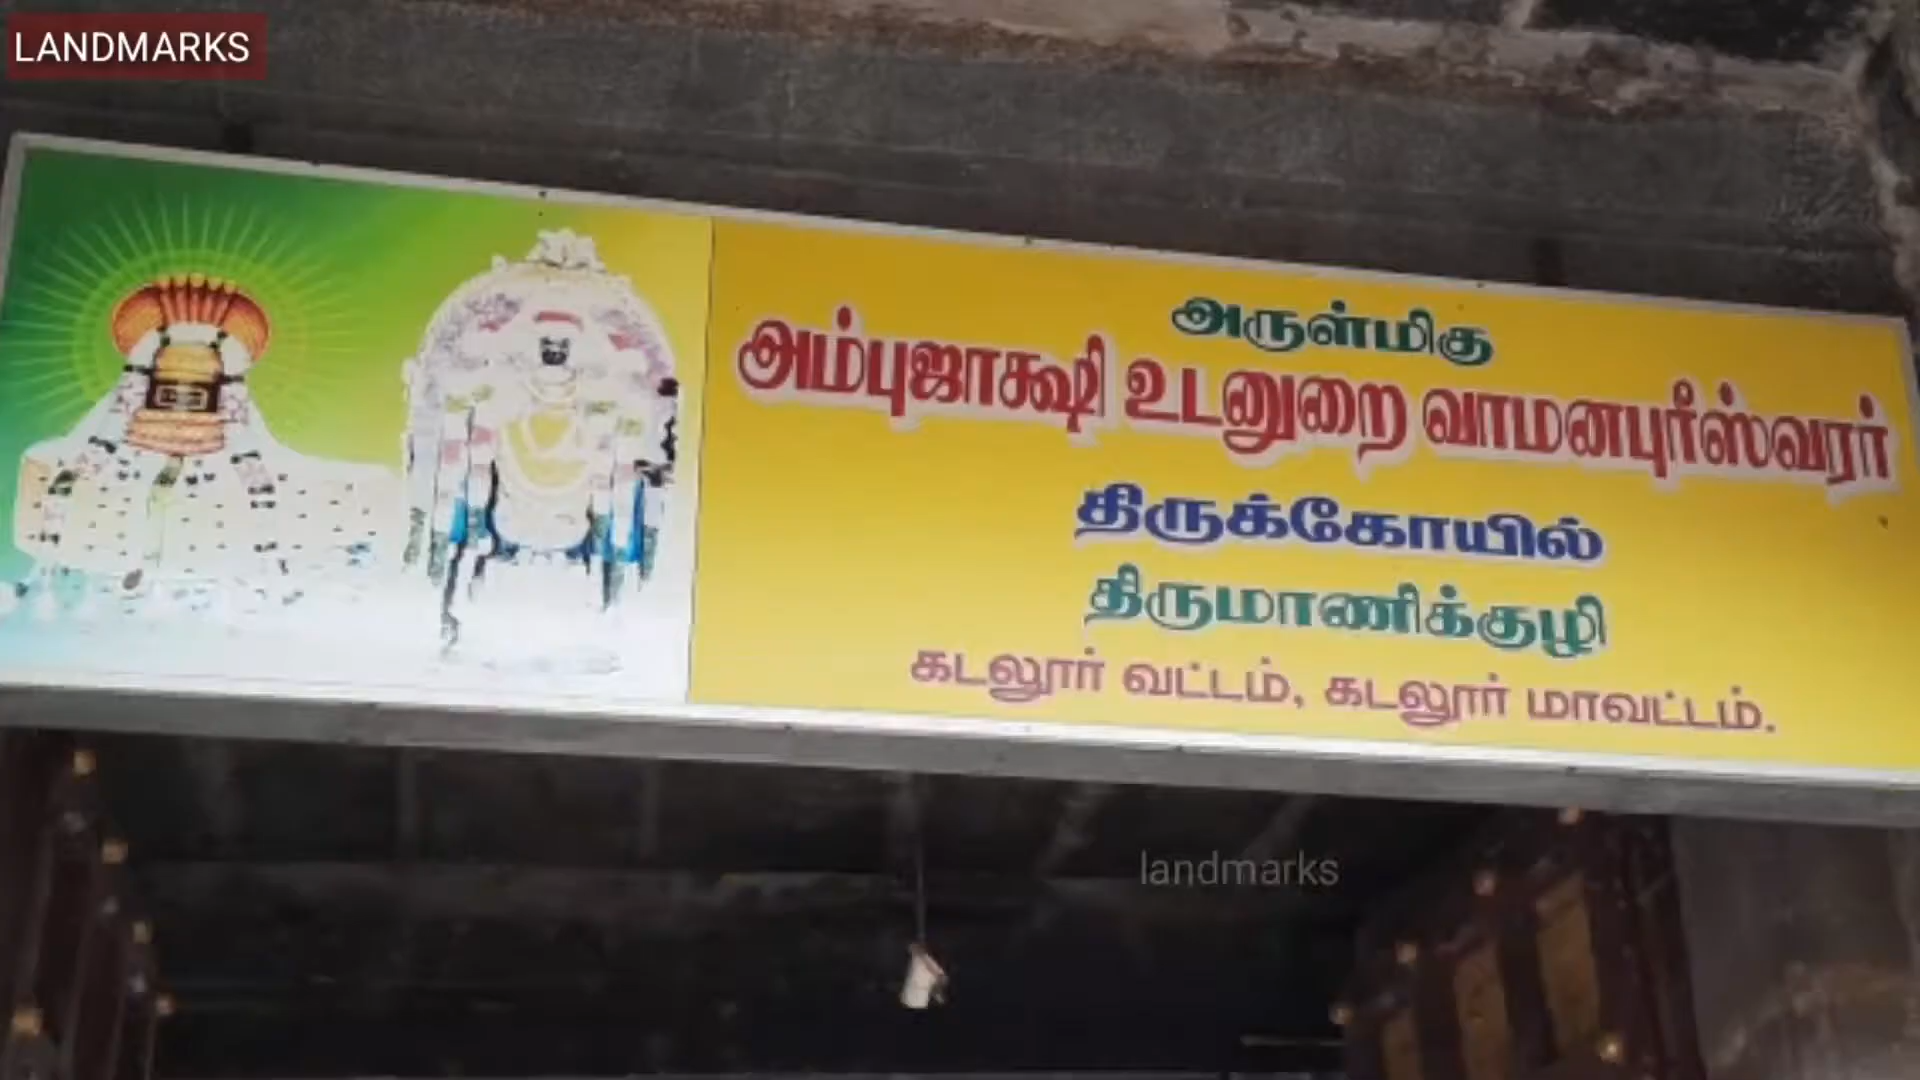 LANDMARKS
அருள்மிகு
அம்புஜாக்ஷி உடனுறை வாமனபுரீஸ்வரர்
திருக்கோயில்
திருமாணிக்குழி
கடலூர் வட்டம், கடலூர் மாவட்டம்.
landmarks